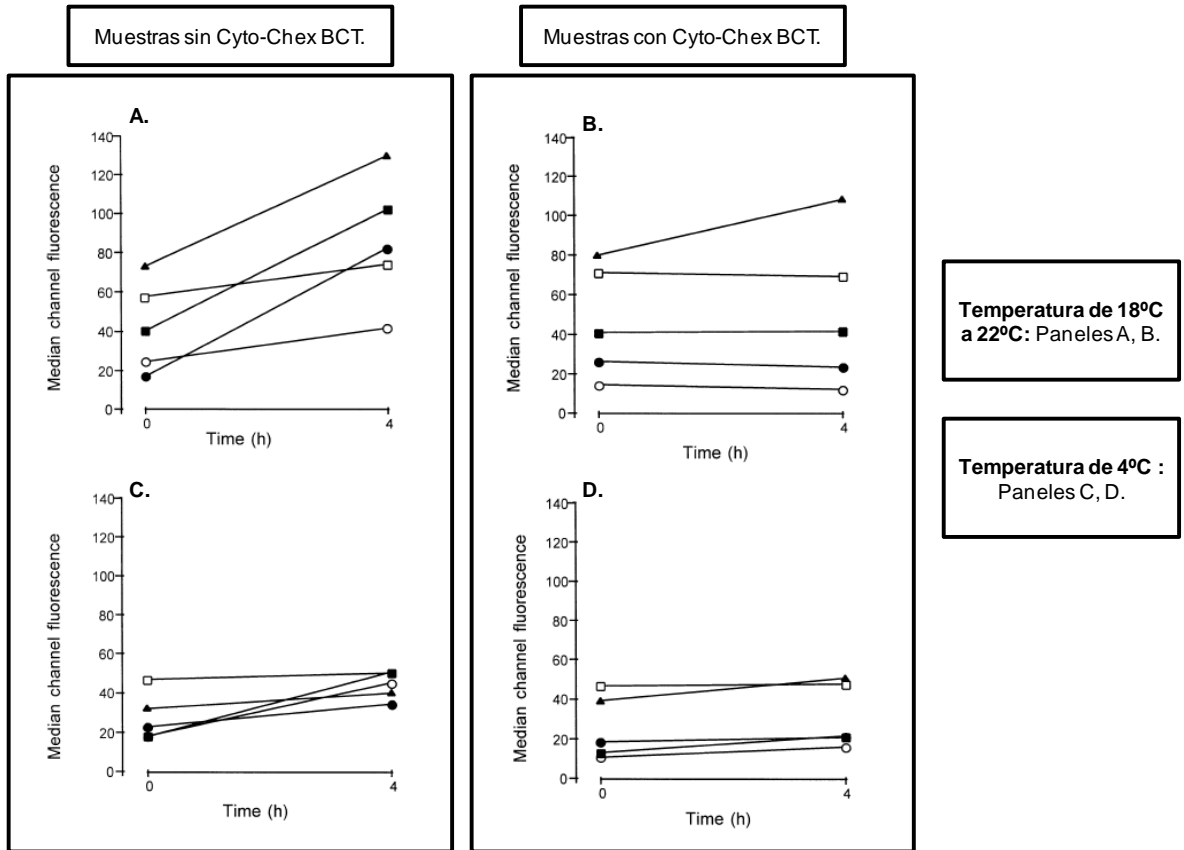 Muestras sin Cyto-Chex BCT.
Muestras con Cyto-Chex BCT.
A.
140
120
100
80
60
40
20
0
Median channel fluorescence
0
4
Time (h)
B.
140
120
100
80
60
40
20
0
Median channel fluorescence
0
4
Time (h)
C.
140
120
100
80
60
40
20
0
Median channel fluorescence
0
4
Time (h)
D.
140
120
100
80
60
40
20
0
Median channel fluorescence
0
4
Time (h)
Temperatura de 18ºC
a 22ºC: Paneles A, B.
Temperatura de 4ºC :
Paneles C, D.